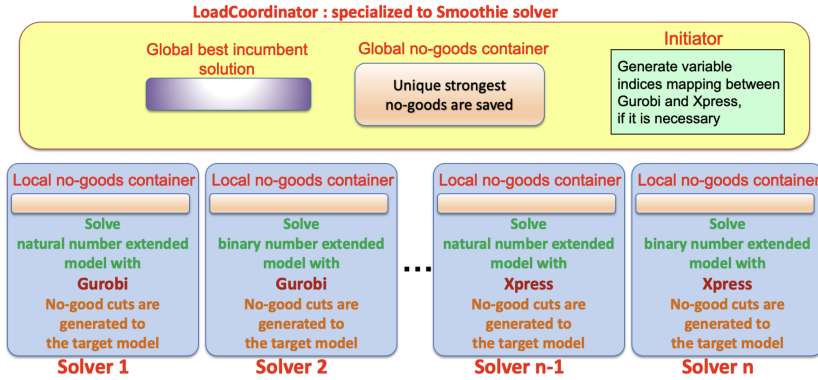 LoadCoordinator : specialized to Smoothie solver
Global best incumbent
solution
Global no-goods container
Unique strongest
no-goods are saved
Initiator
Generate variable
indices mapping between
Gurobi and Xpress,
if it is necessary
Local no-goods container
Solve
natural number extended
model with
Gurobi
No-good cuts are
generated to
the target model
Solver 1
Local no-goods container
Solve
binary number extended
model with
Gurobi
No-good cuts are
generated to
the target model
Solver 2
...
Local no-goods container
Solve
natural number extended
model with
Xpress
No-good cuts are
generated to
the target model
Solver n-1
Local no-goods container
Solve
binary number extended
model with
Xpress
No-good cuts are
generated to
the target model
Solver n